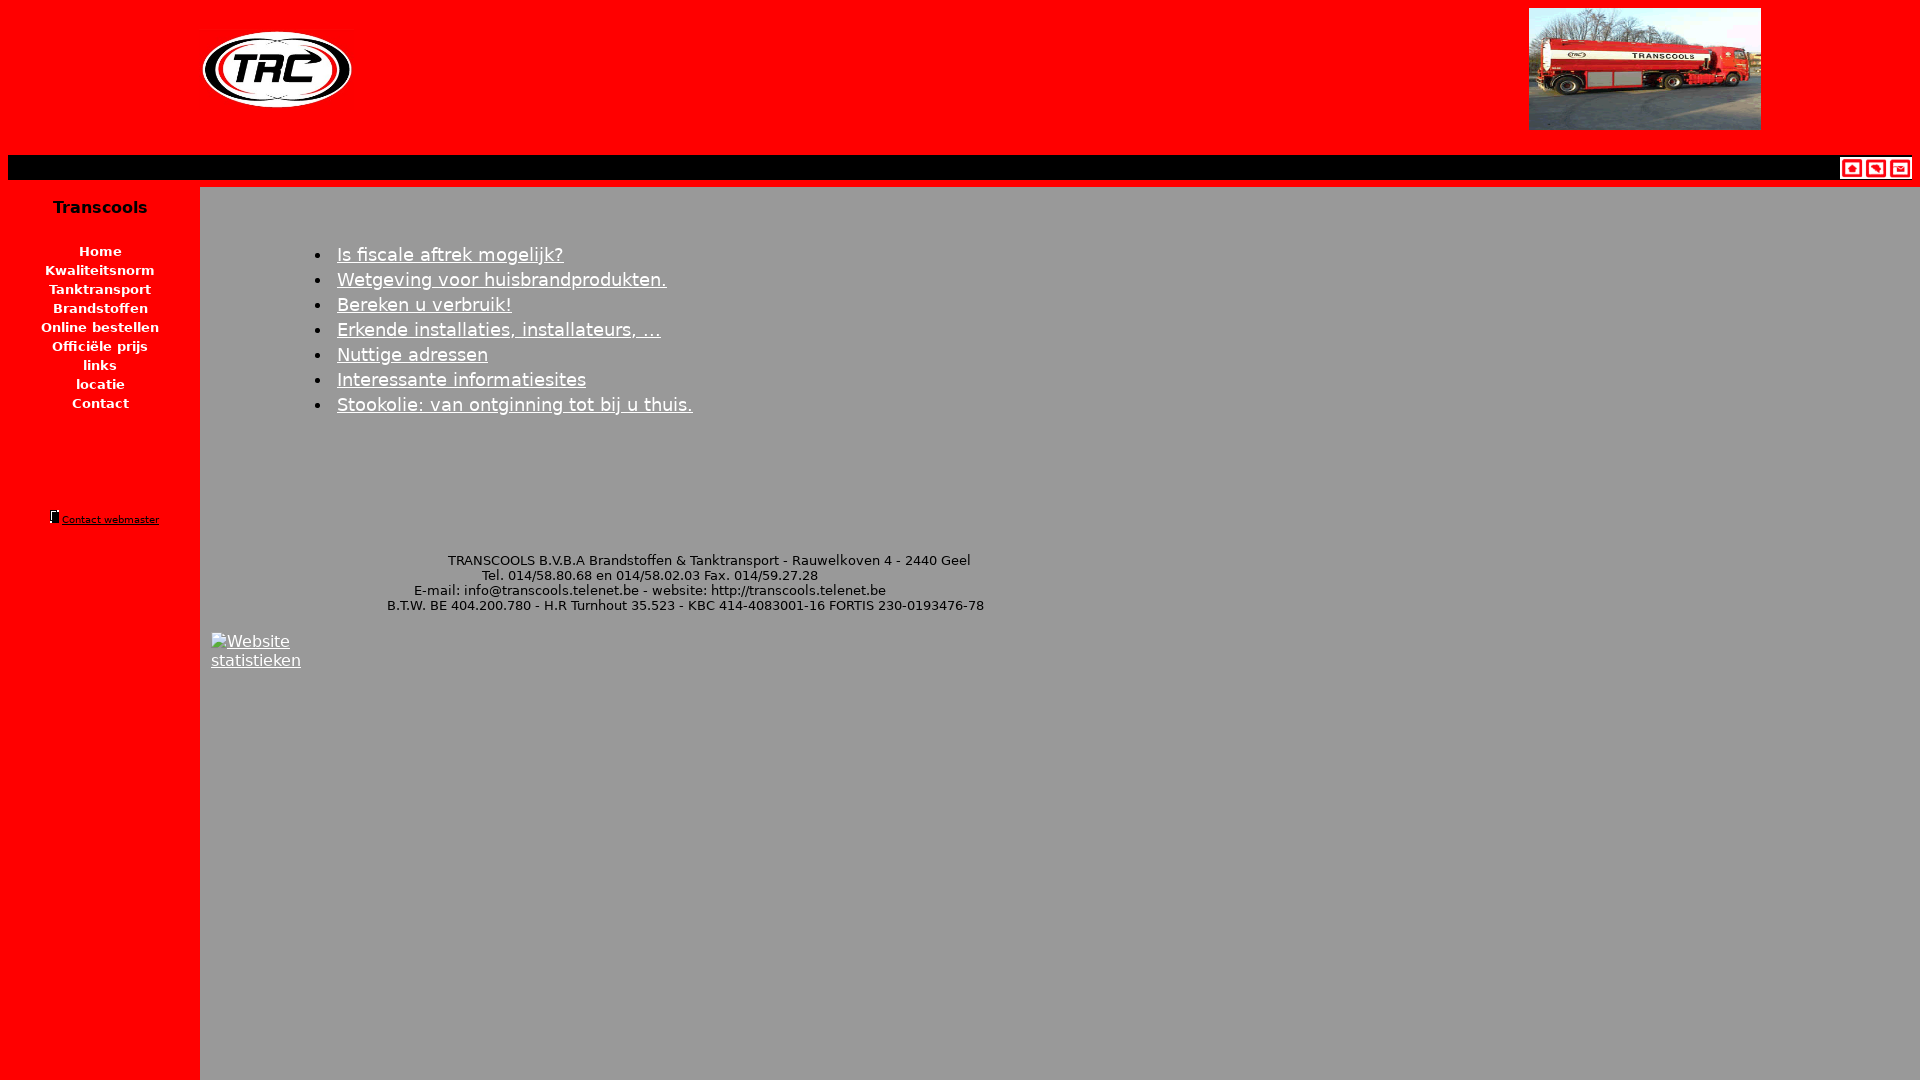 TRC
TRANSCOOLS
Transcools
Home
Kwaliteitsnorm
Tanktransport
Brandstoffen
Online bestellen
Officiële prijs
links
locatie
Contact
Contact webmaster
Is fiscale aftrek mogelijk?
Wetgeving voor huisbrandprodukten.
Bereken u verbruik!
Erkende installaties, installateurs, ...
Nuttige adressen
Interessante informatiesites
Stookolie: van ontginning tot bij u thuis.
TRANSCOOLS B.V.B.A Brandstoffen & Tanktransport - Rauwelkoven 4 - 2440 Geel
Tel. 014/58.80.68 en 014/58.02.03 Fax. 014/59.27.28
E-mail: info@transcools.telenet.be - website: http://transcools.telenet.be
B.T.W. BE 404.200.780 - H.R Turnhout 35.523 - KBC 414-4083001-16 FORTIS 230-0193476-78
Website
statistieken